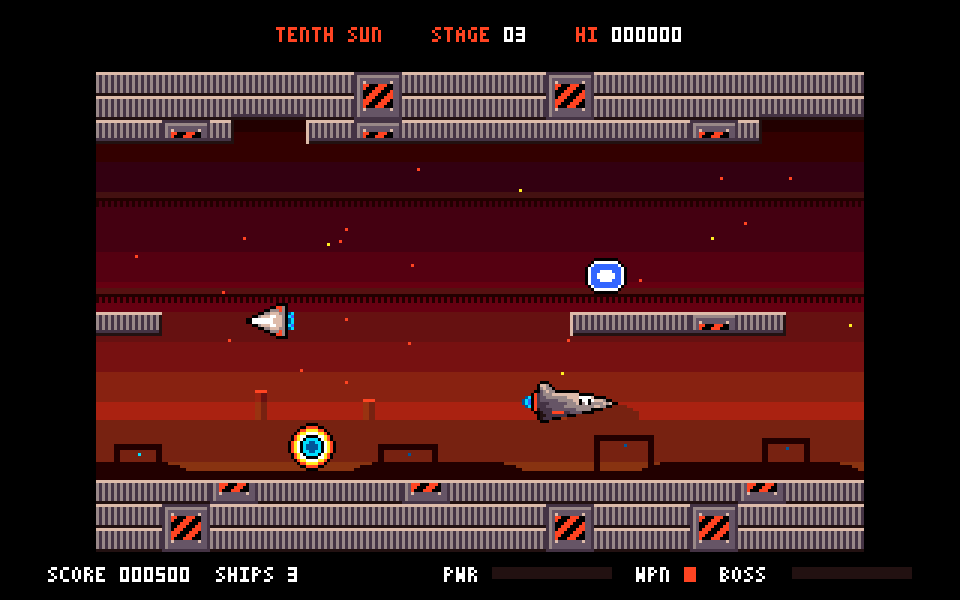 TENTH SUN STAGE 03 HI 000000
SCORE 000500 SHIPS 3 PWR WPN BOSS